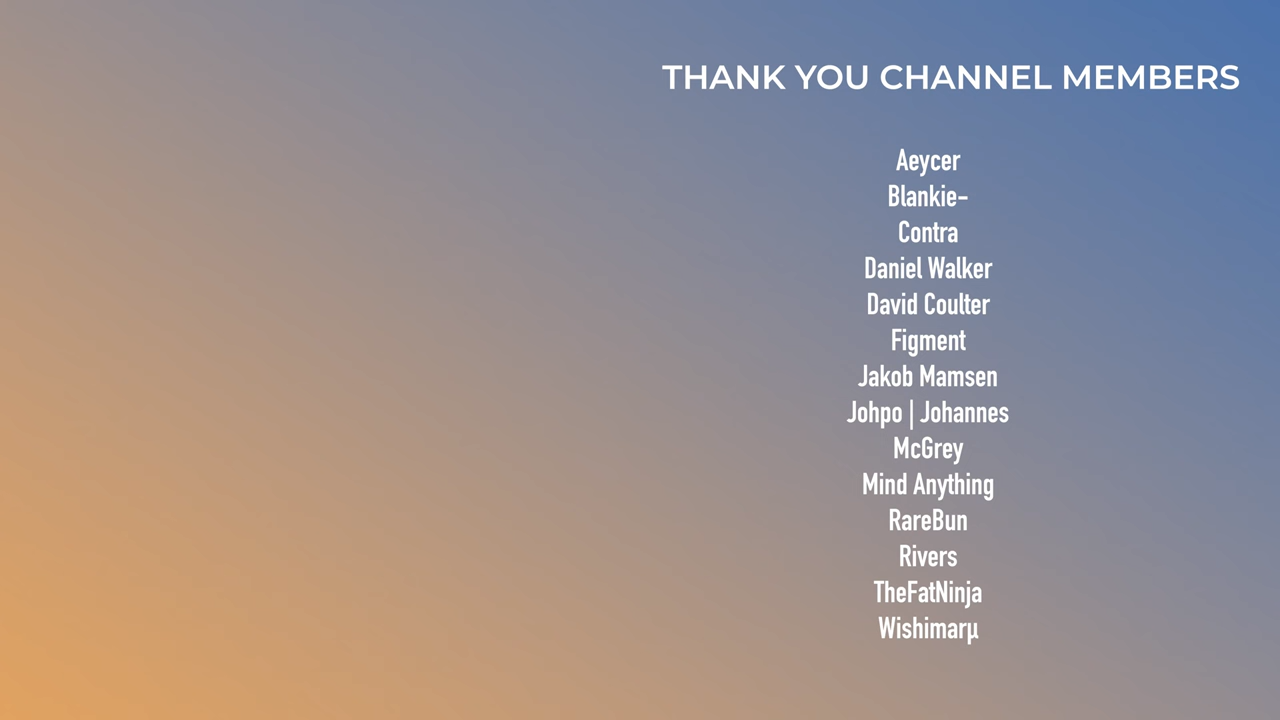 THANK YOU CHANNEL MEMBERS
Aeycer
Blankie-
Contra
Daniel Walker
David Coulter
Figment
Jakob Mamsen
Johpo | Johannes
McGrey
Mind Anything
RareBun
Rivers
TheFatNinja
Wishimarµ